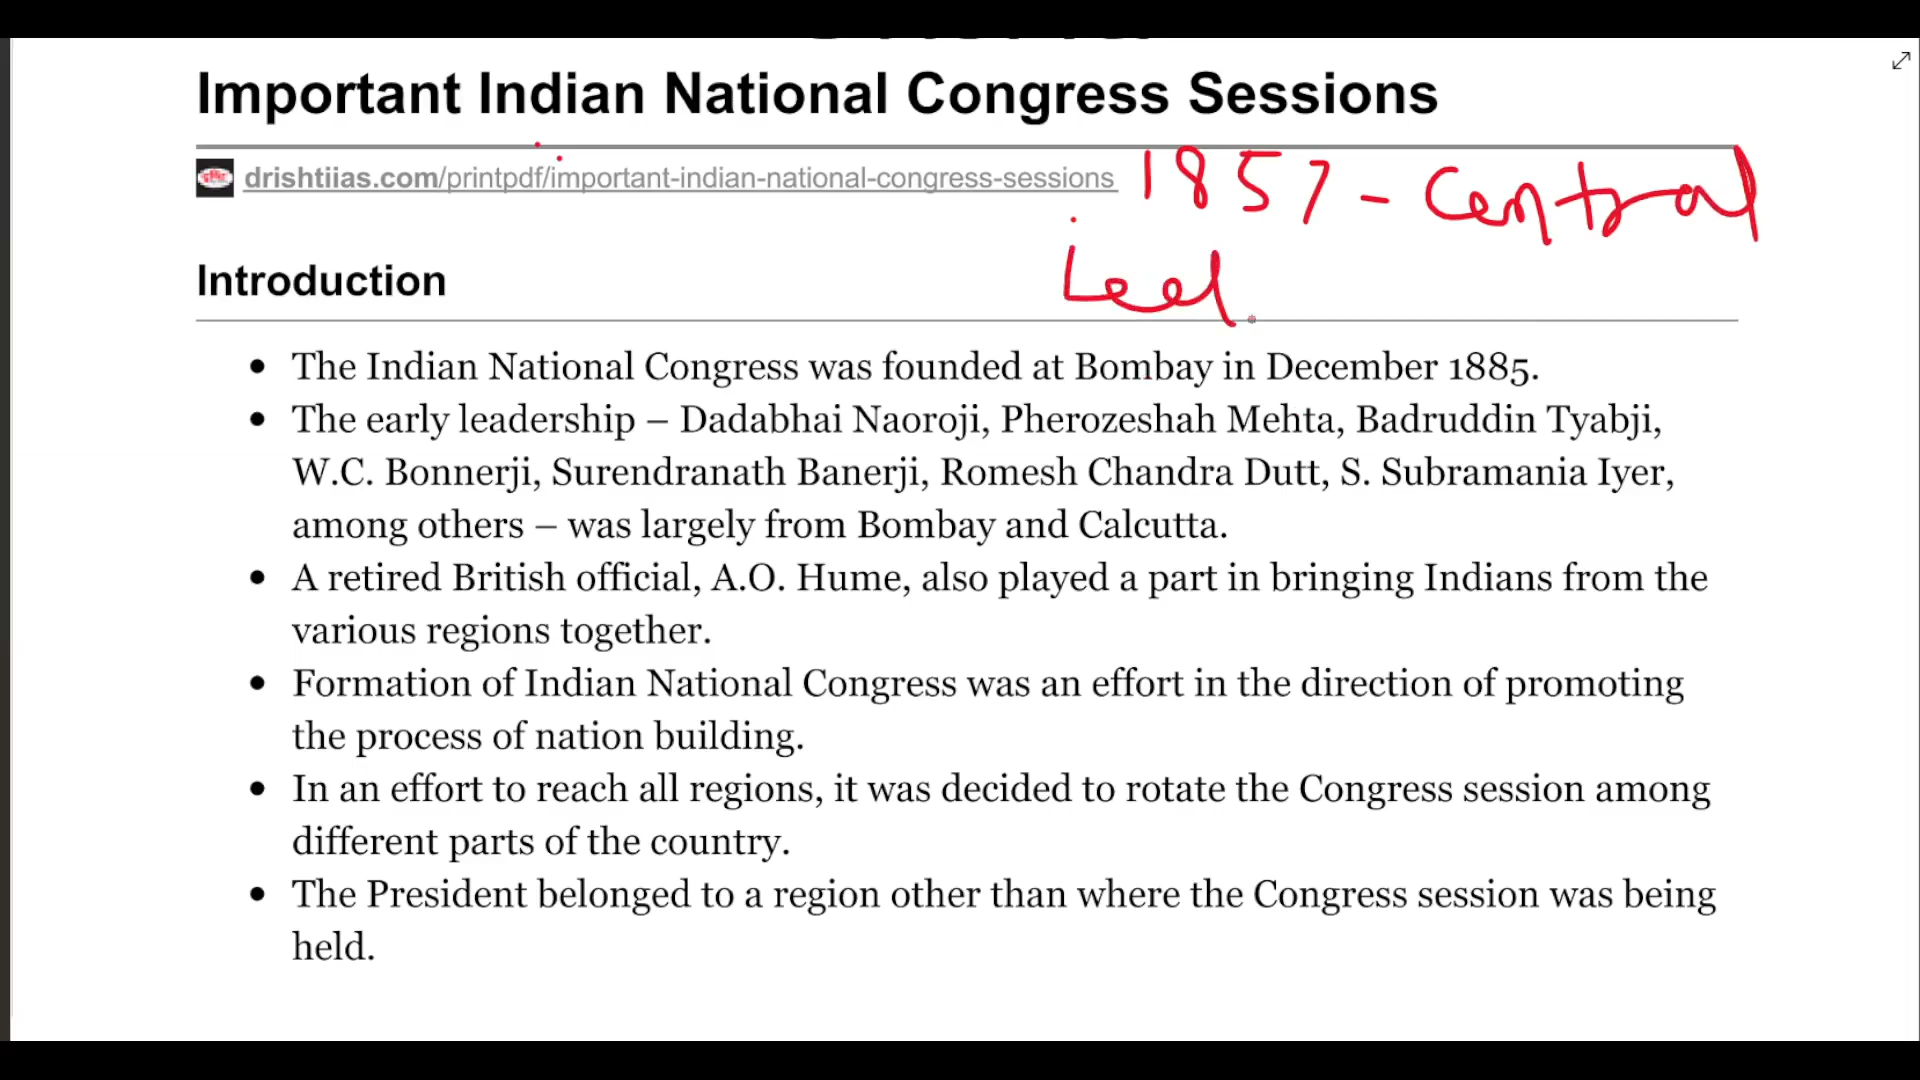 Important Indian National Congress Sessions
drishtiias.com/printpdf/important-indian-national-congress-sessions
1857 - Central
Introduction
• The Indian National Congress was founded at Bombay in December 1885.
• The early leadership – Dadabhai Naoroji, Pherozeshah Mehta, Badruddin Tyabji,
W.C. Bonnerji, Surendranath Banerji, Romesh Chandra Dutt, S. Subramania Iyer,
among others – was largely from Bombay and Calcutta.
• A retired British official, A.O. Hume, also played a part in bringing Indians from the
various regions together.
• Formation of Indian National Congress was an effort in the direction of promoting
the process of nation building.
• In an effort to reach all regions, it was decided to rotate the Congress session among
different parts of the country.
• The President belonged to a region other than where the Congress session was being
held.